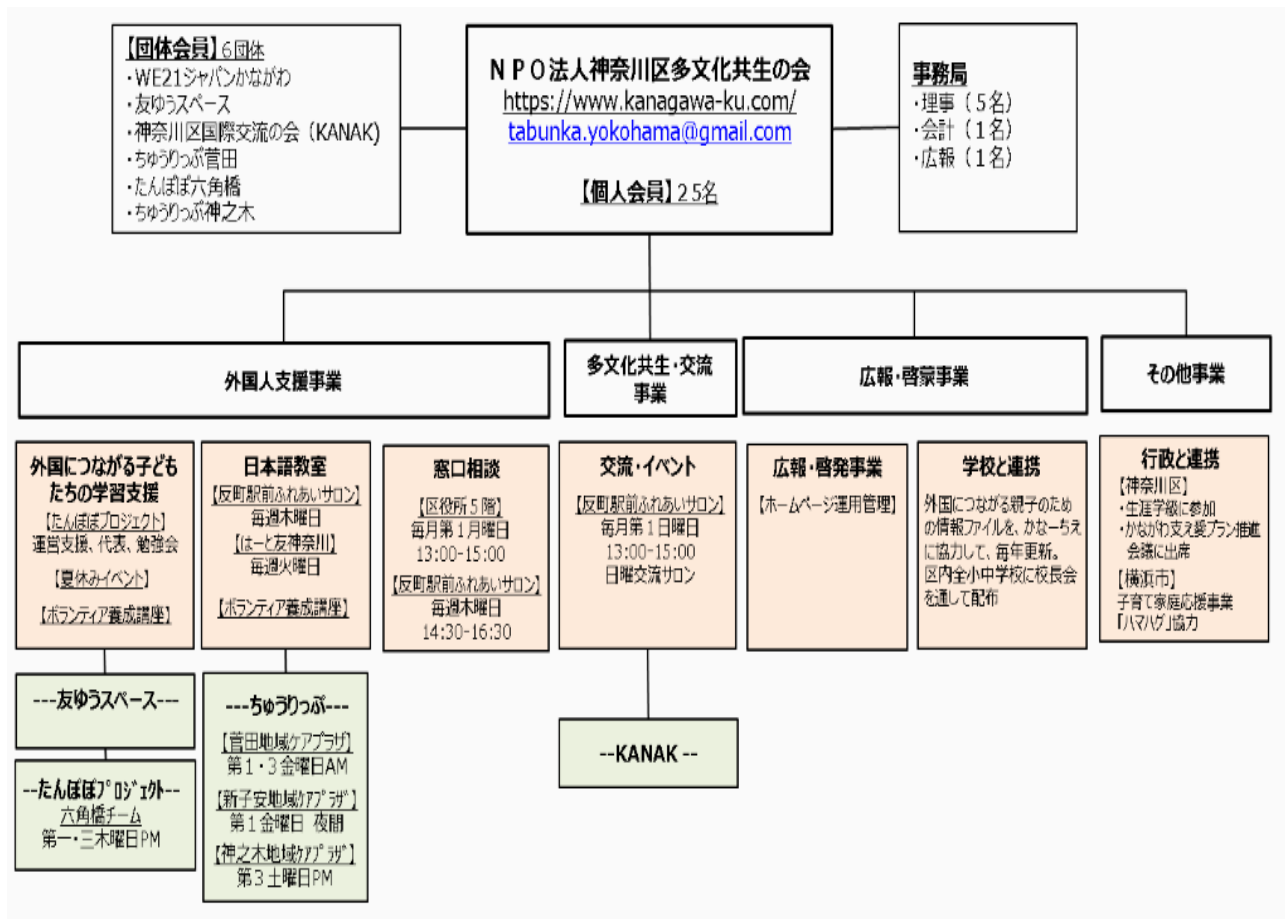 【団体会員】６団体
・WE21ジャパンかながわ
・友ゆうスペース
・神奈川区国際交流の会（KANAK)
・ちゅうりっぷ菅田
・たんぽぽ六角橋
・ちゅうりっぷ神之木
ＮＰＯ法人神奈川区多文化共生の会
https://www.kanagawa-ku.com/
tabunka.yokohama@gmail.com
【個人会員】２５名
事務局
・理事（５名）
・会計（１名）
・広報（１名）
外国人支援事業
多文化共生・交流
事業
広報・啓蒙事業
その他事業
外国につながる子ども
たちの学習支援
【たんぽぽプロジェクト】
運営支援、代表、勉強会
【夏休みイベント】
【ボランティア養成講座】
日本語教室
【反町駅前ふれあいサロン】
毎週木曜日
【はーと友神奈川】
毎週火曜日
【ボランティア養成講座】
窓口相談
【区役所５階】
毎月第１月曜日
13:00-15:00
【反町駅前ふれあいサロン】
毎週木曜日
14:30-16:30
交流・イベント
【反町駅前ふれあいサロン】
毎月第１日曜日
13:00-15:00
日曜交流サロン
広報・啓発事業
【ホームページ運用管理】
学校と連携
外国につながる親子のため
の情報ファイルを、かなーちえ
に協力して、毎年更新。
区内全小中学校に校長会
を通して配布
行政と連携
【神奈川区】
・生涯学級に参加
・かながわ支え愛プラン推進
会議に出席
【横浜市】
子育て家庭応援事業
「ハマハグ」協力
---友ゆうスペース---
--たんぽぽﾌﾟﾛｼﾞｪｸﾄ--
六角橋チーム
第一・三木曜日PM
---ちゅうりっぷ---
【菅田地域ケアプラザ】
第１・３金曜日AM
【新子安地域ｹｱﾌﾟﾗｻﾞ】
第１金曜日 夜間
【神之木地域ｹｱﾌﾟﾗｻﾞ】
第３土曜日PM
--KANAK --